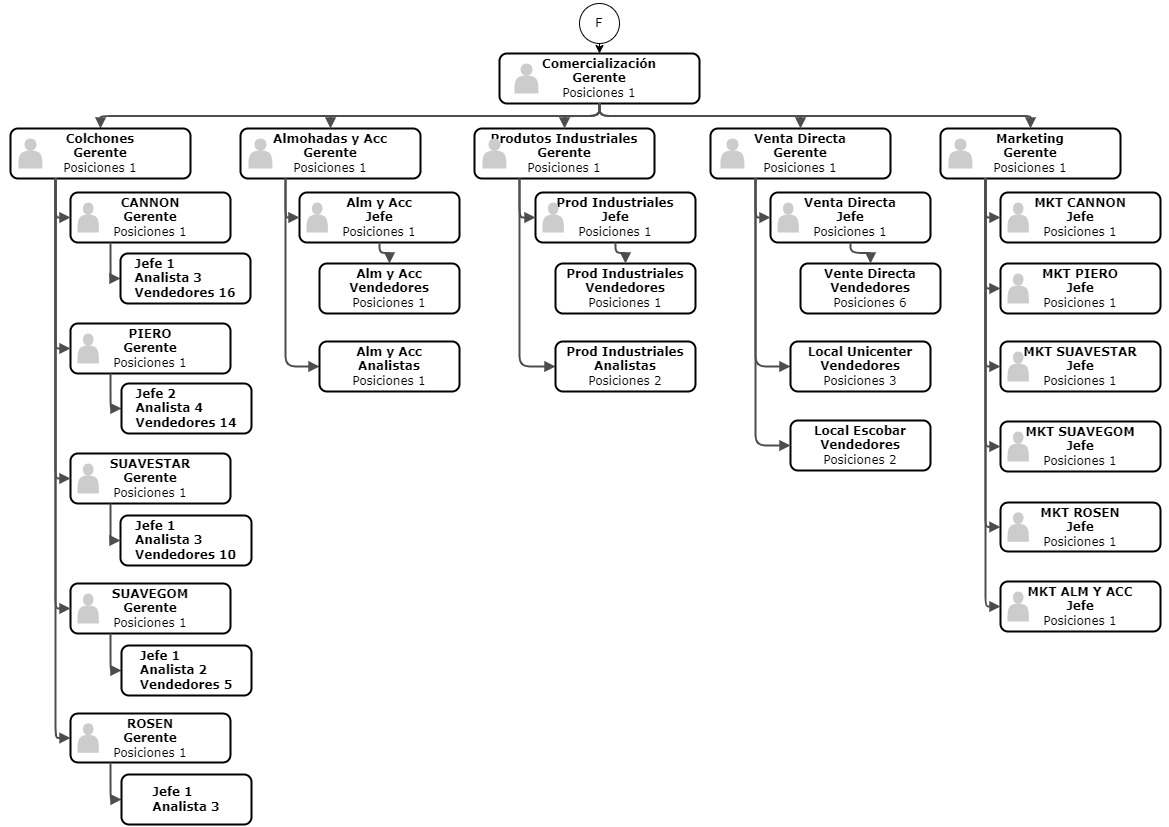 F
Comercialización
Gerente
Posiciones 1
Colchones
Gerente
Posiciones 1
CANNON
Gerente
Posiciones 1
Jefe 1
Analista 3
Vendedores 16
PIERO
Gerente
Posiciones 1
Jefe 2
Analista 4
Vendedores 14
SUAVESTAR
Gerente
Posiciones 1
Jefe 1
Analista 3
Vendedores 10
SUAVEGOM
Gerente
Posiciones 1
Jefe 1
Analista 2
Vendedores 5
ROSEN
Gerente
Posiciones 1
Jefe 1
Analista 3
Almohadas y Acc
Gerente
Posiciones 1
Alm y Acc
Jefe
Posiciones 1
Alm y Acc
Vendedores
Posiciones 1
Alm y Acc
Analistas
Posiciones 1
Produtos Industriales
Gerente
Posiciones 1
Prod Industriales
Jefe
Posiciones 1
Prod Industriales
Vendedores
Posiciones 1
Prod Industriales
Analistas
Posiciones 2
Venta Directa
Gerente
Posiciones 1
Venta Directa
Jefe
Posiciones 1
Vente Directa
Vendedores
Posiciones 6
Local Unicenter
Vendedores
Posiciones 3
Local Escobar
Vendedores
Posiciones 2
Marketing
Gerente
Posiciones 1
MKT CANNON
Jefe
Posiciones 1
MKT PIERO
Jefe
Posiciones 1
MKT SUAVESTAR
Jefe
Posiciones 1
MKT SUAVEGOM
Jefe
Posiciones 1
MKT ROSEN
Jefe
Posiciones 1
MKT ALM Y ACC
Jefe
Posiciones 1